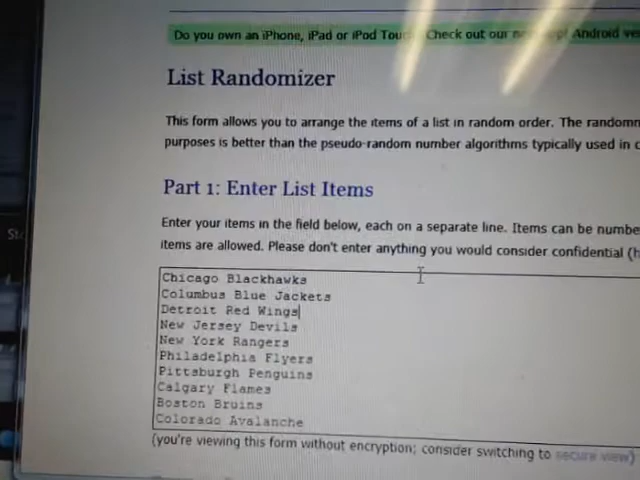 Do you own an iPhone, iPad or iPod Check out our Android
List Randomizer
This form allows you to arrange the items of a list in random order. The
purposes is better than the pseudo-random number algorithms typically used in
Part 1: Enter List Items
Enter your items in the field below, each on a separate line. Items can be
items are allowed. Please don't enter anything you would consider confidential
Chicago Blackhawks
Columbus Blue Jackets
Detroit Red Wings
New Jersey Devils
New York Rangers
Philadelphia Flyers
Pittsburgh Penguins
Calgary Flames
Boston Bruins
Colorado Avalanche
(you're viewing this form without encryption; consider switching to secure view)